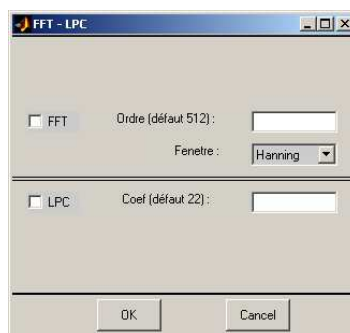 FFT - LPC
FFT Ordre (défaut 512) :
Fenetre : Hanning
LPC Coef (défaut 22) :
OK Cancel